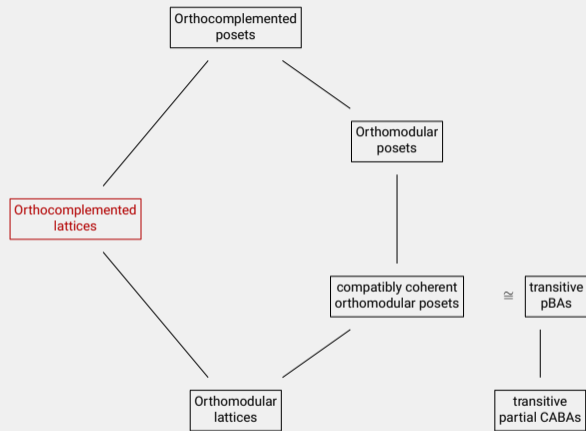 Orthocomplemented
posets
Orthomodular
posets
Orthocomplemented
lattices
compatibly coherent
orthomodular posets
≅
transitive
pBAs
Orthomodular
lattices
transitive
partial CABAs